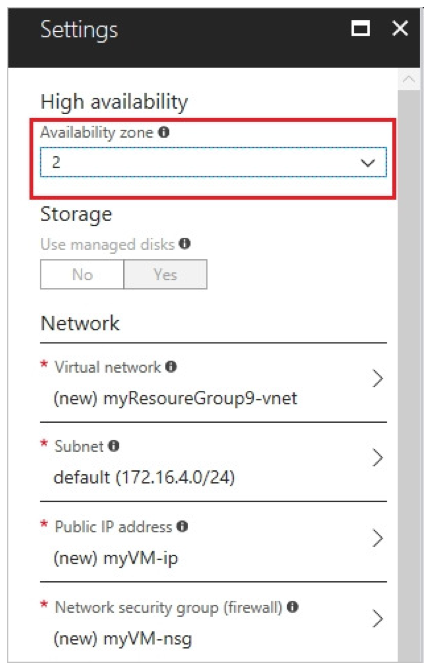 Settings
High availability
Availability zone
2
Storage
Use managed disks
No Yes
Network
* Virtual network
(new) myResoureGroup9-vnet
* Subnet
default (172.16.4.0/24)
* Public IP address
(new) myVM-ip
* Network security group (firewall)
(new) myVM-nsg